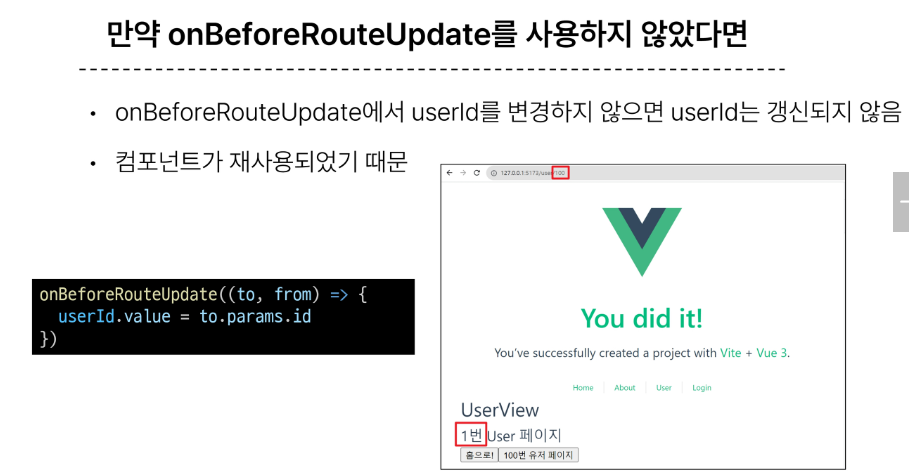 만약 onBeforeRouteUpdate를 사용하지 않았다면
• onBeforeRouteUpdate에서 userId를 변경하지 않으면 userId는 갱신되지 않음
• 컴포넌트가 재사용되었기 때문
127.0.0.1:5173/user/100
onBeforeRouteUpdate((to, from) => {
userId.value = to.params.id
})
You did it!
You've successfully created a project with Vite + Vue 3.
Home About User Login
UserView
1번 User 페이지
홈으로! 100번 유저 페이지